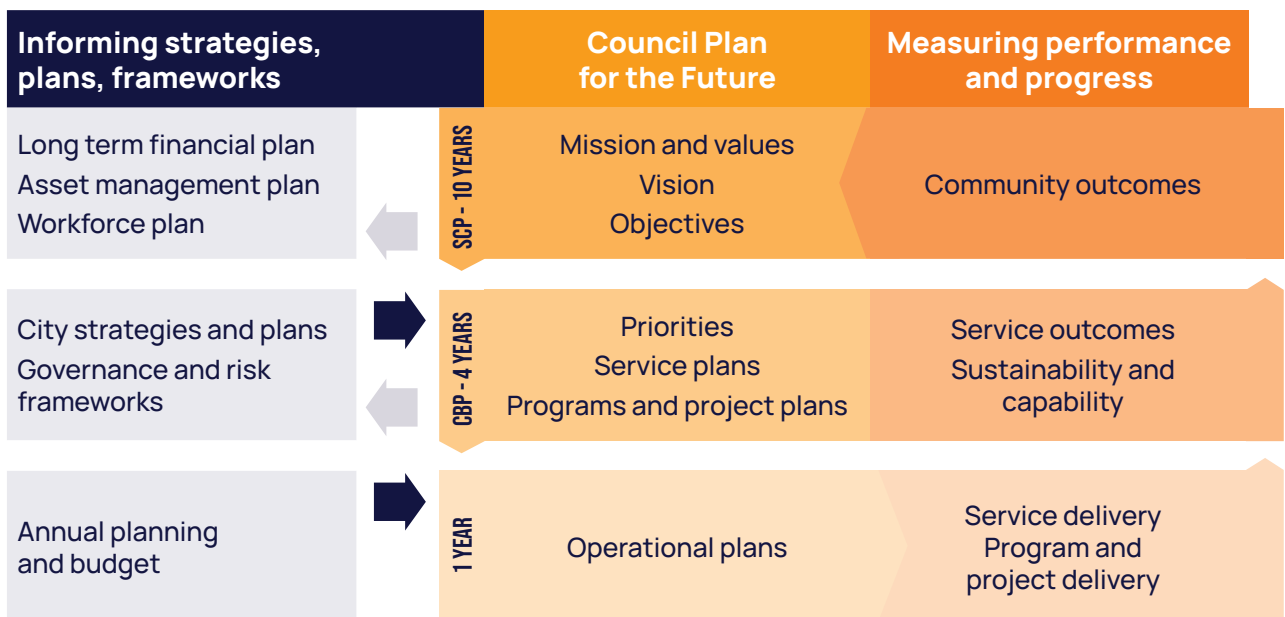 Informing strategies,
plans, frameworks
Council Plan
for the Future
Measuring performance
and progress
Long term financial plan
Asset management plan
Workforce plan
SCP - 10 YEARS
Mission and values
Vision
Objectives
Community outcomes
City strategies and plans
Governance and risk
frameworks
CBP - 4 YEARS
Priorities
Service plans
Programs and project plans
Service outcomes
Sustainability and
capability
Annual planning
and budget
1 YEAR
Operational plans
Service delivery
Program and
project delivery